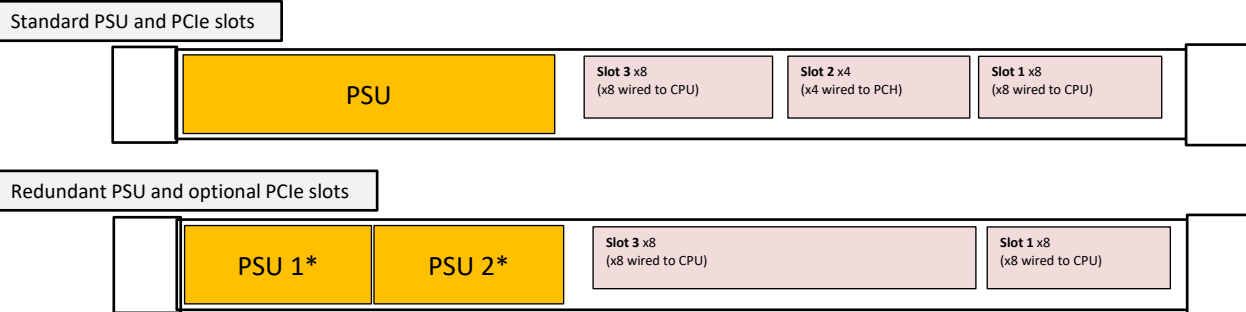 Standard PSU and PCIe slots
PSU
Slot 3 x8
(x8 wired to CPU)
Slot 2 x4
(x4 wired to PCH)
Slot 1 x8
(x8 wired to CPU)
Redundant PSU and optional PCIe slots
PSU 1*
PSU 2*
Slot 3 x8
(x8 wired to CPU)
Slot 1 x8
(x8 wired to CPU)